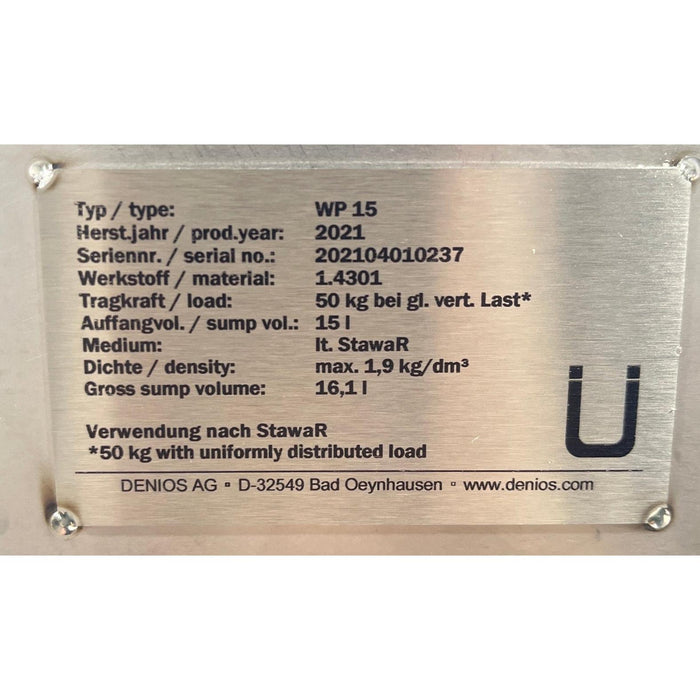 Typ / type: WP 15
Herst.jahr / prod.year: 2021
Seriennr. / serial no.: 202104010237
Werkstoff / material: 1.4301
Tragkraft / load: 50 kg bei gl. vert. Last*
Auffangvol. / sump vol.: 15 l
Medium: lt. StawaR
Dichte / density: max. 1,9 kg/dm³
Gross sump volume: 16,1 l
Ü
Verwendung nach StawaR
*50 kg with uniformly distributed load
DENIOS AG ▪ D-32549 Bad Oeynhausen ▫ www.denios.com